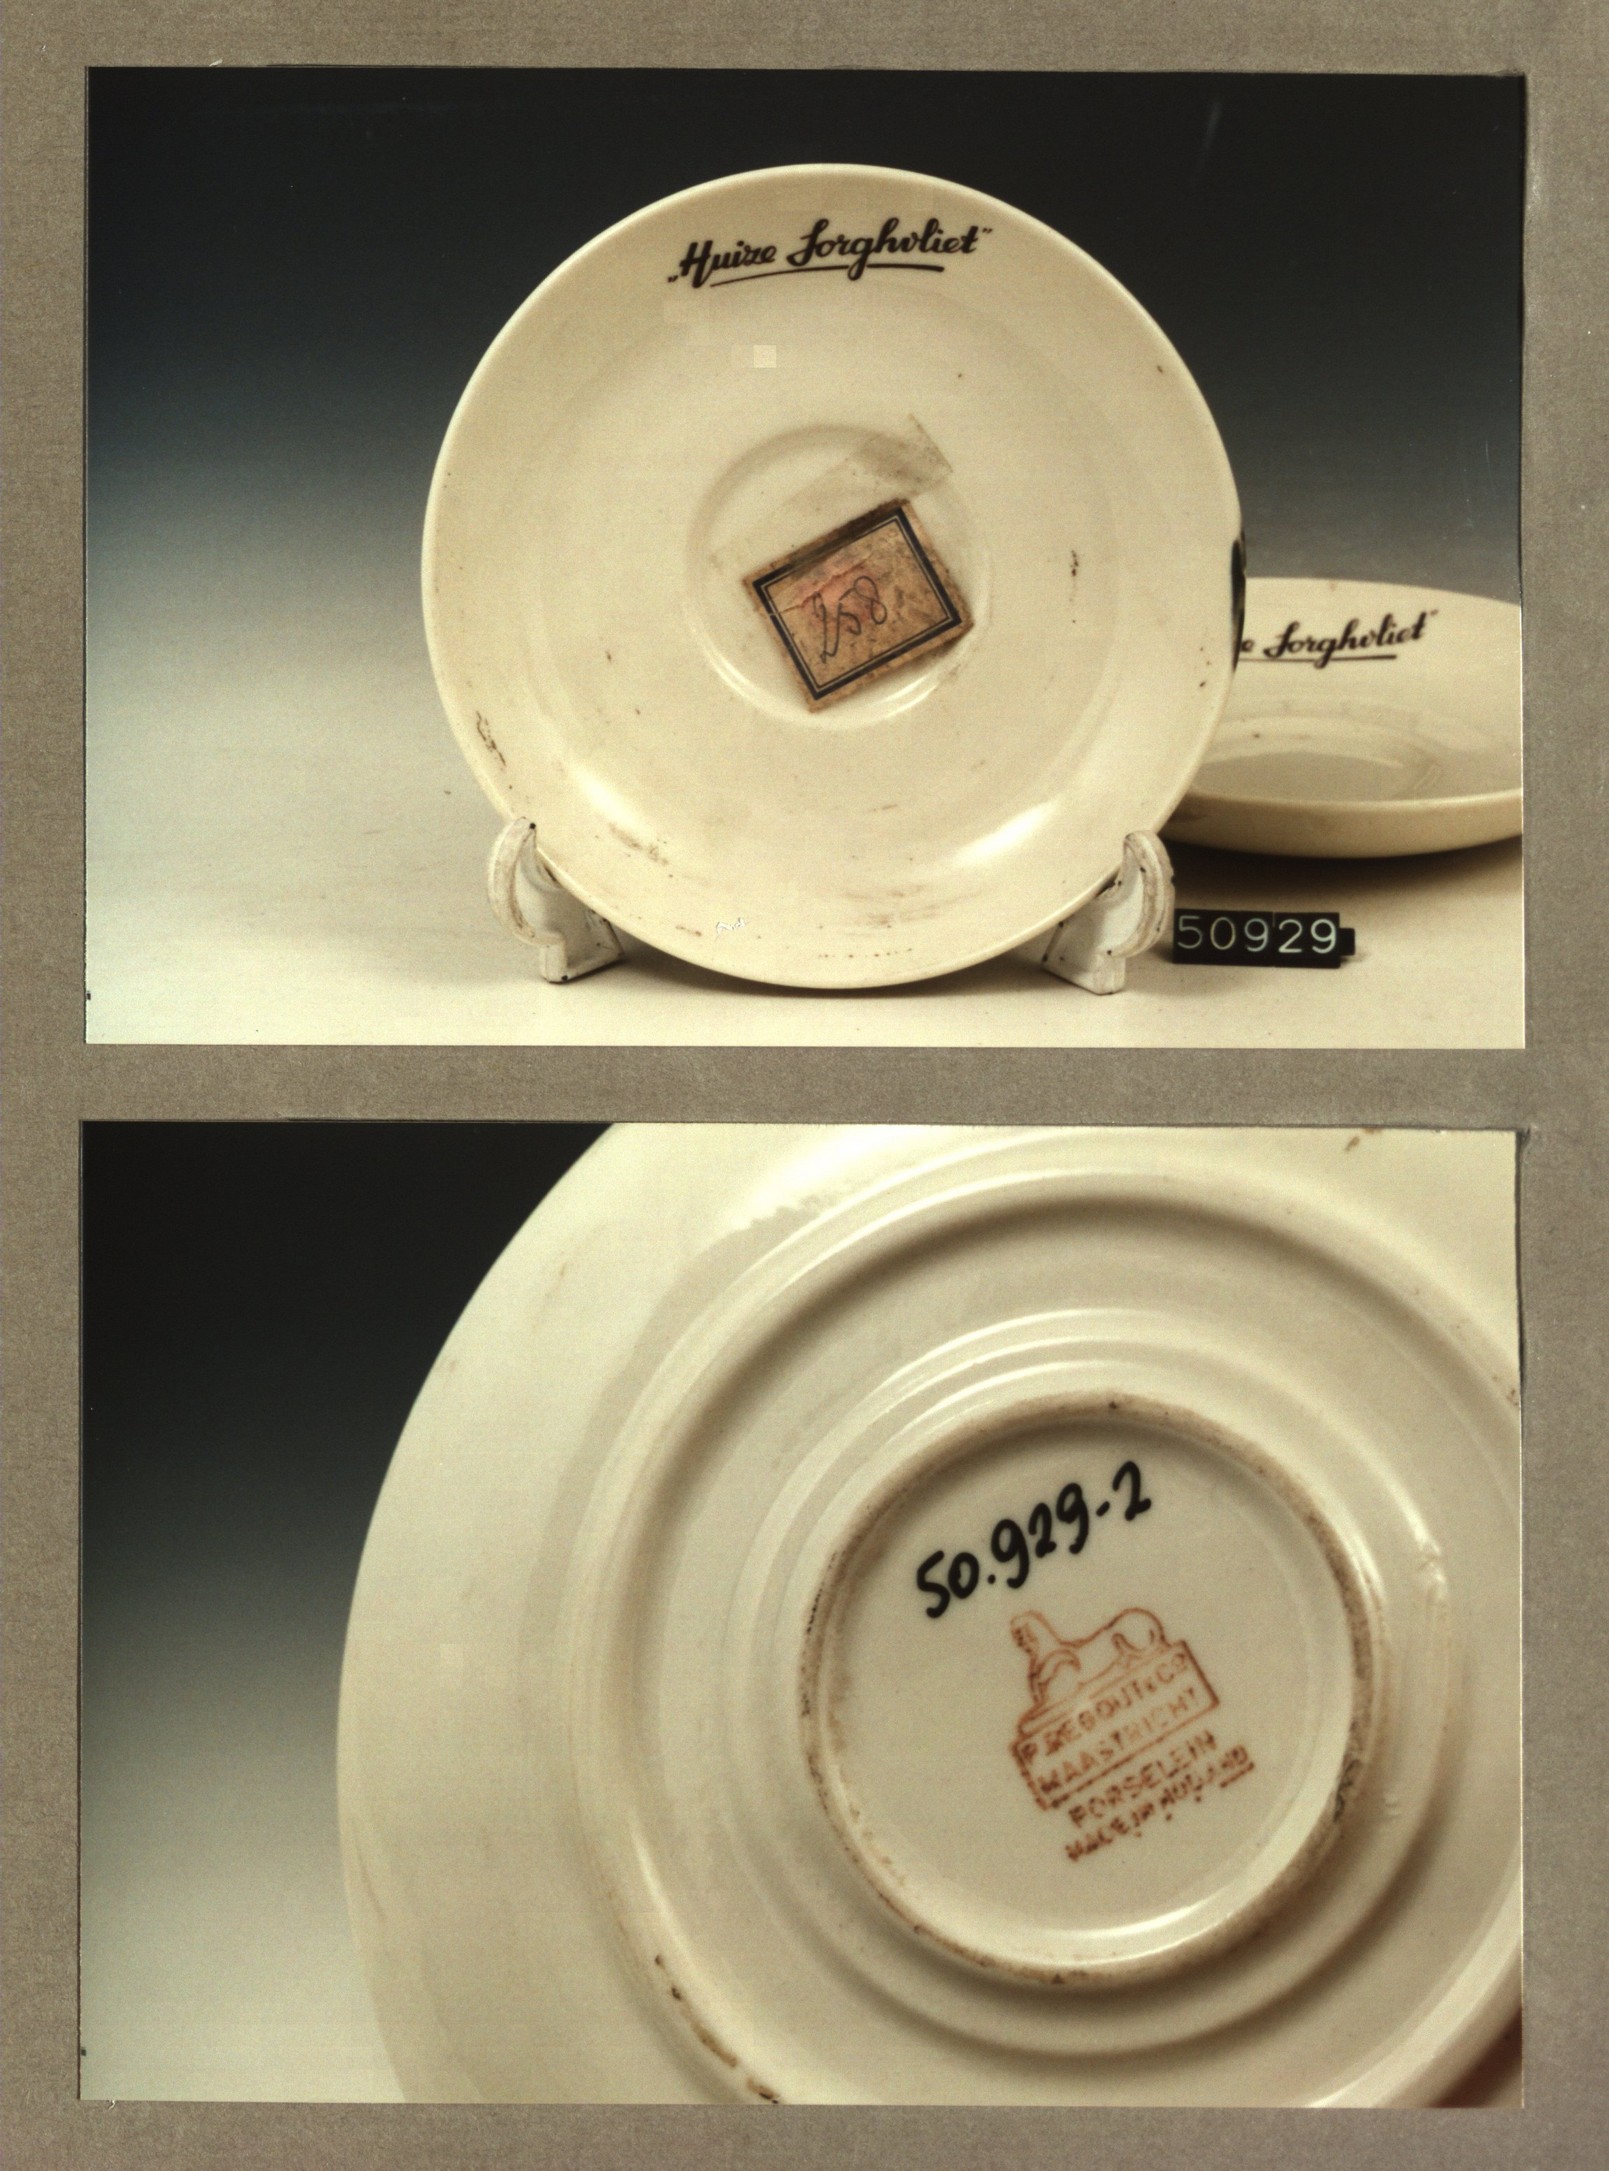 „Huize Sorghvliet”
258
e Sorghvliet”
50929
50.929-2
P. REGOUT & Co
MAASTRICHT
PORSELEIN
MADE IN HOLLAND